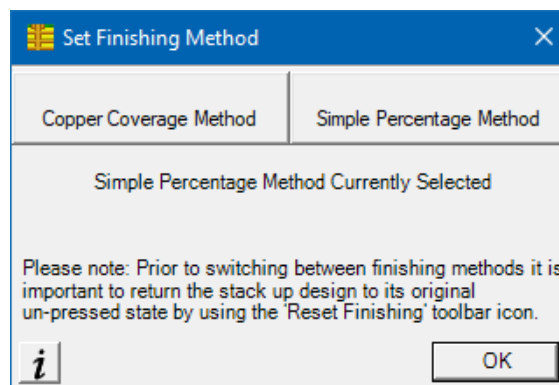 Set Finishing Method
Copper Coverage Method Simple Percentage Method
Simple Percentage Method Currently Selected
Please note: Prior to switching between finishing methods it is
important to return the stack up design to its original
un-pressed state by using the 'Reset Finishing' toolbar icon.
i OK